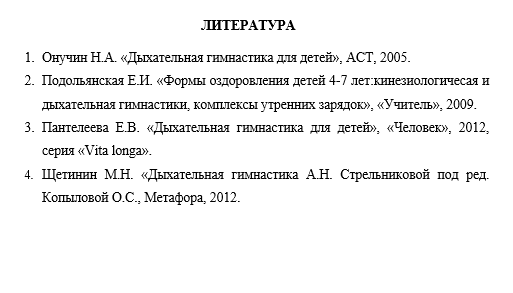 ЛИТЕРАТУРА
1. Онучин Н.А. «Дыхательная гимнастика для детей», АСТ, 2005.
2. Подольянская Е.И. «Формы оздоровления детей 4-7 лет:кинезиологичесая и
дыхательная гимнастики, комплексы утренних зарядок», «Учитель», 2009.
3. Пантелеева Е.В. «Дыхательная гимнастика для детей», «Человек», 2012,
серия «Vita longa».
4. Щетинин М.Н. «Дыхательная гимнастика А.Н. Стрельниковой под ред.
Копыловой О.С., Метафора, 2012.